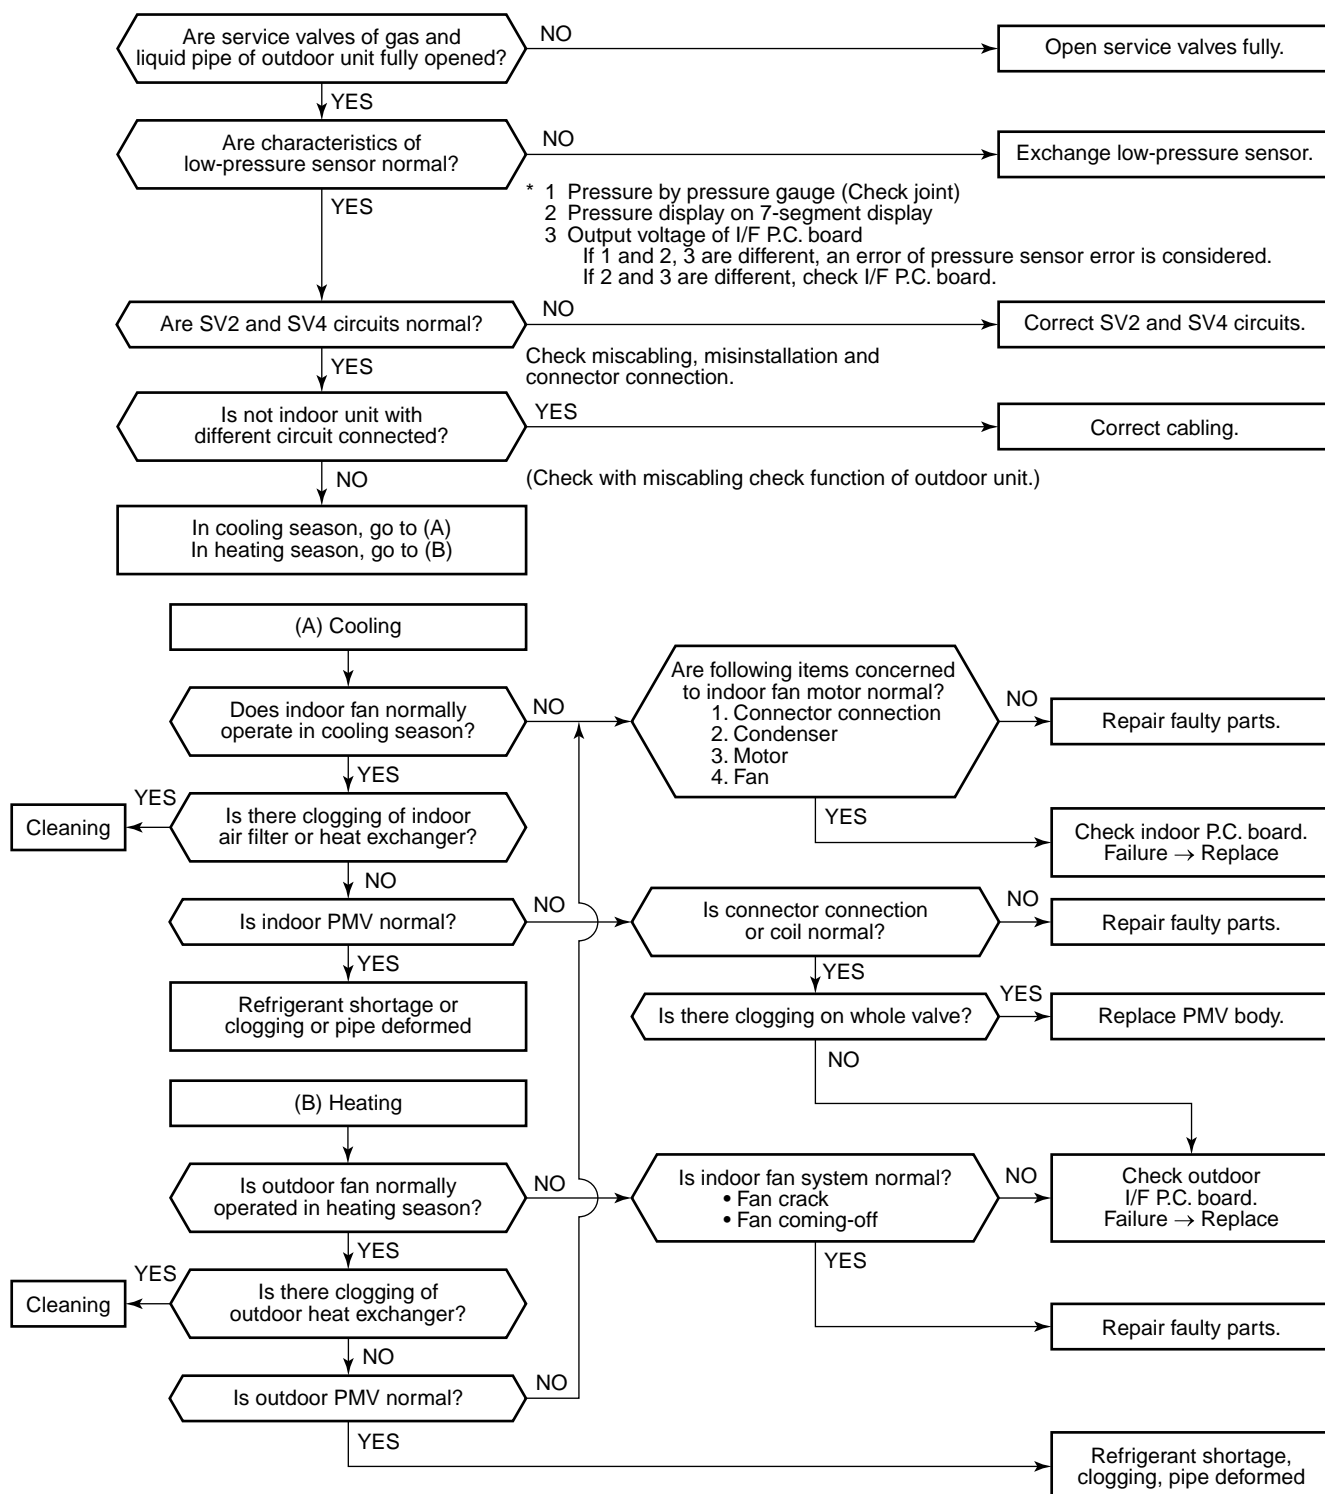 Are service valves of gas and
liquid pipe of outdoor unit fully opened?
NO
Open service valves fully.
YES
Are characteristics of
low-pressure sensor normal?
NO
Exchange low-pressure sensor.
* 1 Pressure by pressure gauge (Check joint)
2 Pressure display on 7-segment display
3 Output voltage of I/F P.C. board
If 1 and 2, 3 are different, an error of pressure sensor error is considered.
If 2 and 3 are different, check I/F P.C. board.
YES
Are SV2 and SV4 circuits normal?
NO
Correct SV2 and SV4 circuits.
Check miscabling, misinstallation and
connector connection.
YES
Is not indoor unit with
different circuit connected?
YES
Correct cabling.
(Check with miscabling check function of outdoor unit.)
NO
In cooling season, go to (A)
In heating season, go to (B)
(A) Cooling
Does indoor fan normally
operate in cooling season?
NO
Are following items concerned
to indoor fan motor normal?
1. Connector connection
2. Condenser
3. Motor
4. Fan
NO
Repair faulty parts.
YES
Check indoor P.C. board.
Failure → Replace
YES
Is there clogging of indoor
air filter or heat exchanger?
YES
Cleaning
NO
Is indoor PMV normal?
NO
Is connector connection
or coil normal?
NO
Repair faulty parts.
YES
Is there clogging on whole valve?
YES
Replace PMV body.
NO
YES
Refrigerant shortage or
clogging or pipe deformed
(B) Heating
Is outdoor fan normally
operated in heating season?
NO
Is indoor fan system normal?
• Fan crack
• Fan coming-off
NO
Check outdoor
I/F P.C. board.
Failure → Replace
YES
Repair faulty parts.
YES
Is there clogging of
outdoor heat exchanger?
YES
Cleaning
NO
Is outdoor PMV normal?
NO
YES
Refrigerant shortage,
clogging, pipe deformed